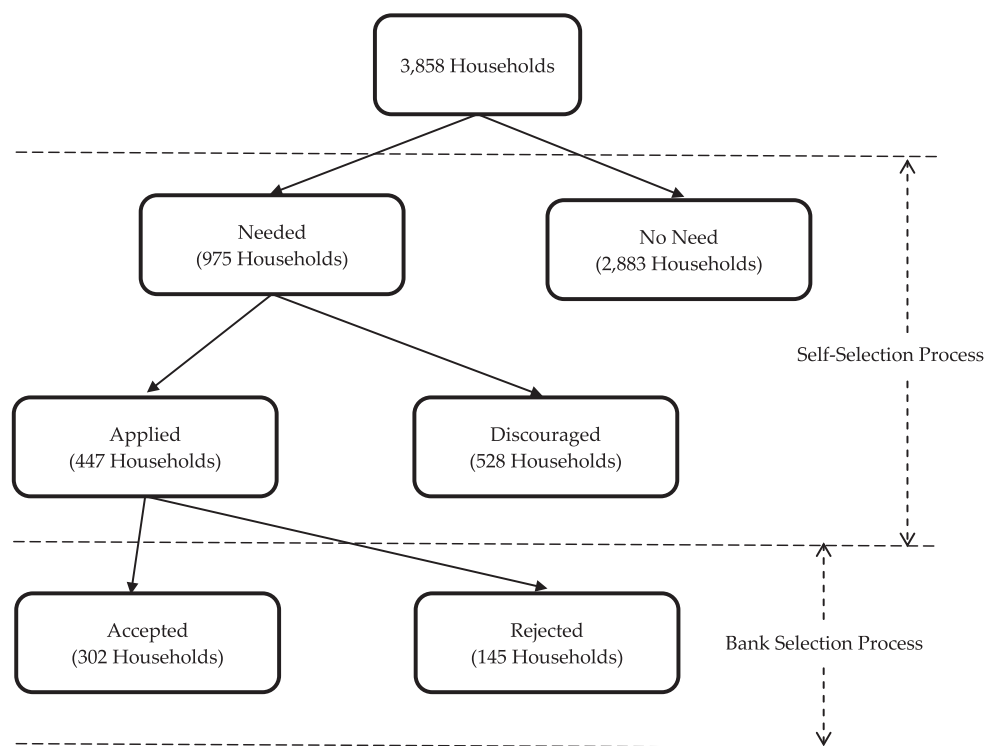 3,858 Households
Needed
(975 Households)
No Need
(2,883 Households)
Self-Selection Process
Applied
(447 Households)
Discouraged
(528 Households)
Accepted
(302 Households)
Rejected
(145 Households)
Bank Selection Process